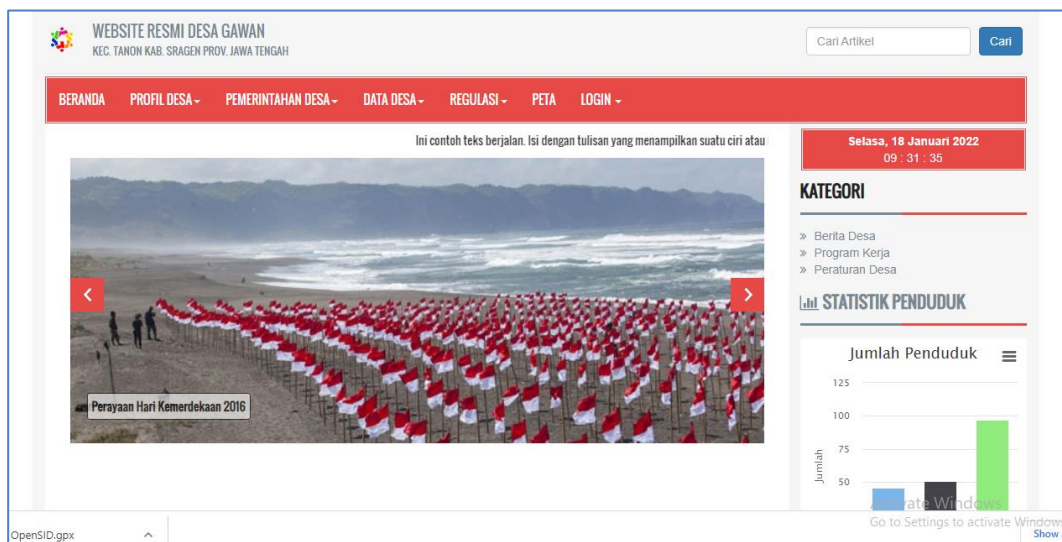 WEBSITE RESMI DESA GAWAN
KEC. TANON KAB. SRAGEN PROV. JAWA TENGAH
Cari Artikel
Cari
BERANDA PROFIL DESA PEMERINTAHAN DESA DATA DESA REGULASI PETA LOGIN
Ini contoh teks berjalan. Isi dengan tulisan yang menampilkan suatu ciri atau
Selasa, 18 Januari 2022
09 : 31 : 35
KATEGORI
» Berita Desa
» Program Kerja
» Peraturan Desa
STATISTIK PENDUDUK
Perayaan Hari Kemerdekaan 2016
Jumlah Penduduk
125
100
75
50
Jumlah
Activate Windows
Go to Settings to activate Windows
OpenSID.gpx
Show